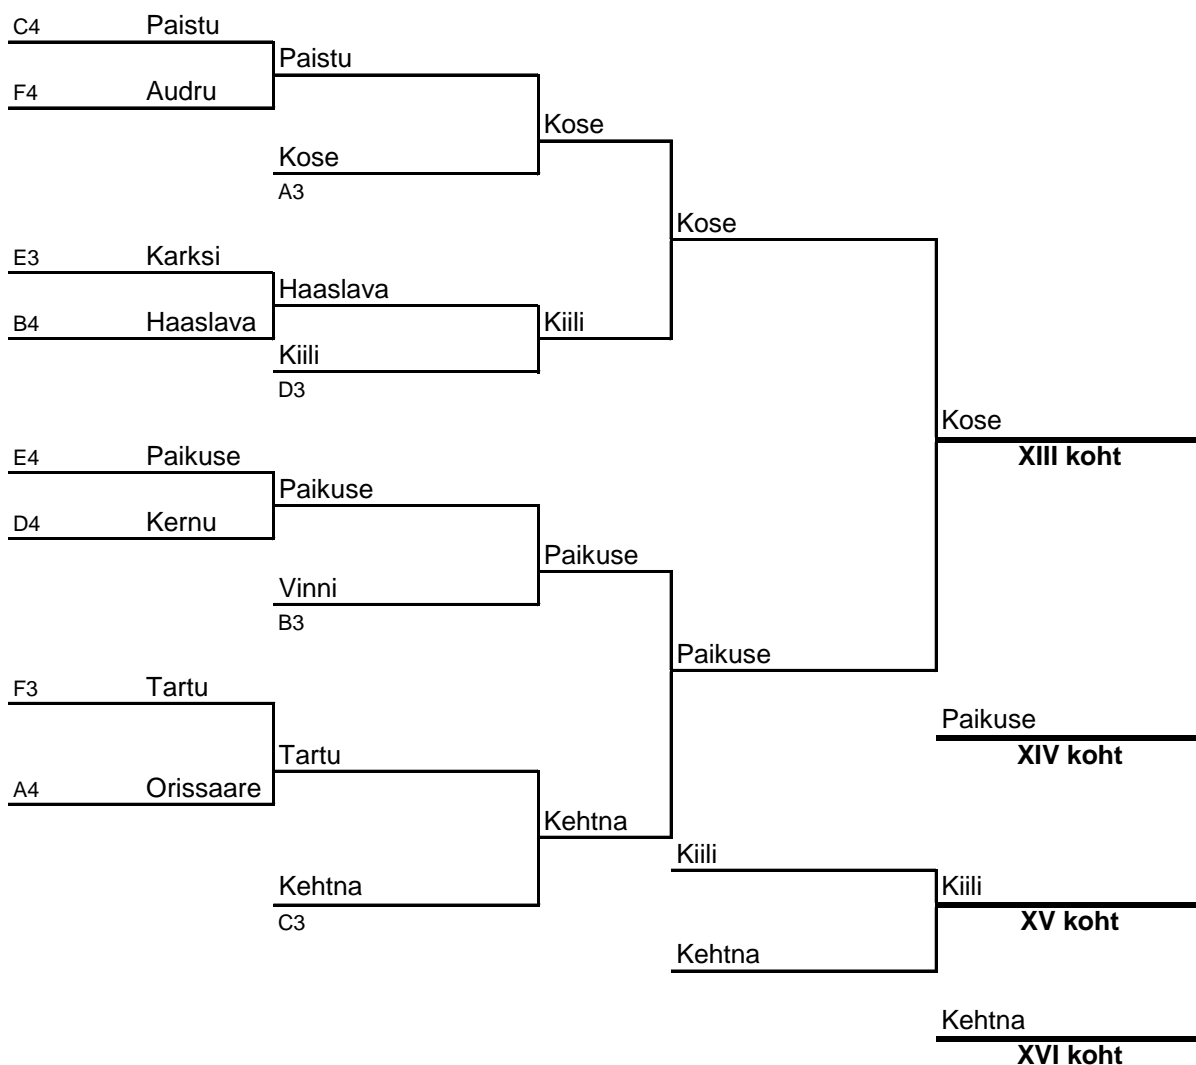 C4 Paistu
Paistu
F4 Audru
Kose
Kose
A3
Kose
E3 Karksi
Haaslava
B4 Haaslava Kiili
Kiili
D3
Kose
E4 Paikuse
XIII koht
Paikuse
D4 Kernu
Paikuse
Vinni
B3
Paikuse
F3 Tartu
Paikuse
Tartu
XIV koht
A4 Orissaare
Kehtna
Kiili
Kehtna Kiili
C3
XV koht
Kehtna
Kehtna
XVI koht